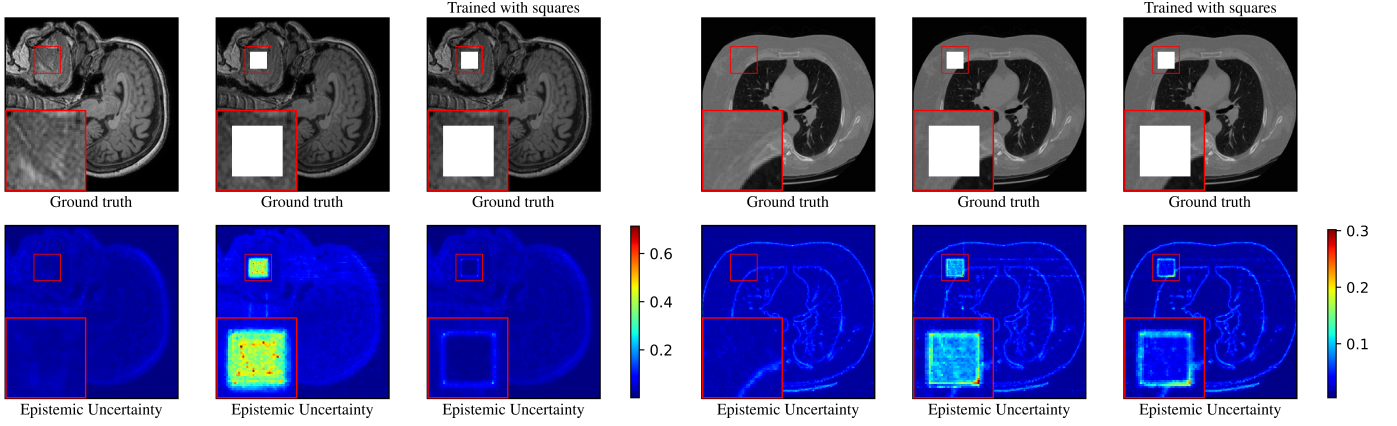 Trained with squares
Trained with squares
Ground truth
Ground truth
Ground truth
Ground truth
Ground truth
Ground truth
0.6
0.4
0.2
0.3
0.2
0.1
Epistemic Uncertainty
Epistemic Uncertainty
Epistemic Uncertainty
Epistemic Uncertainty
Epistemic Uncertainty
Epistemic Uncertainty